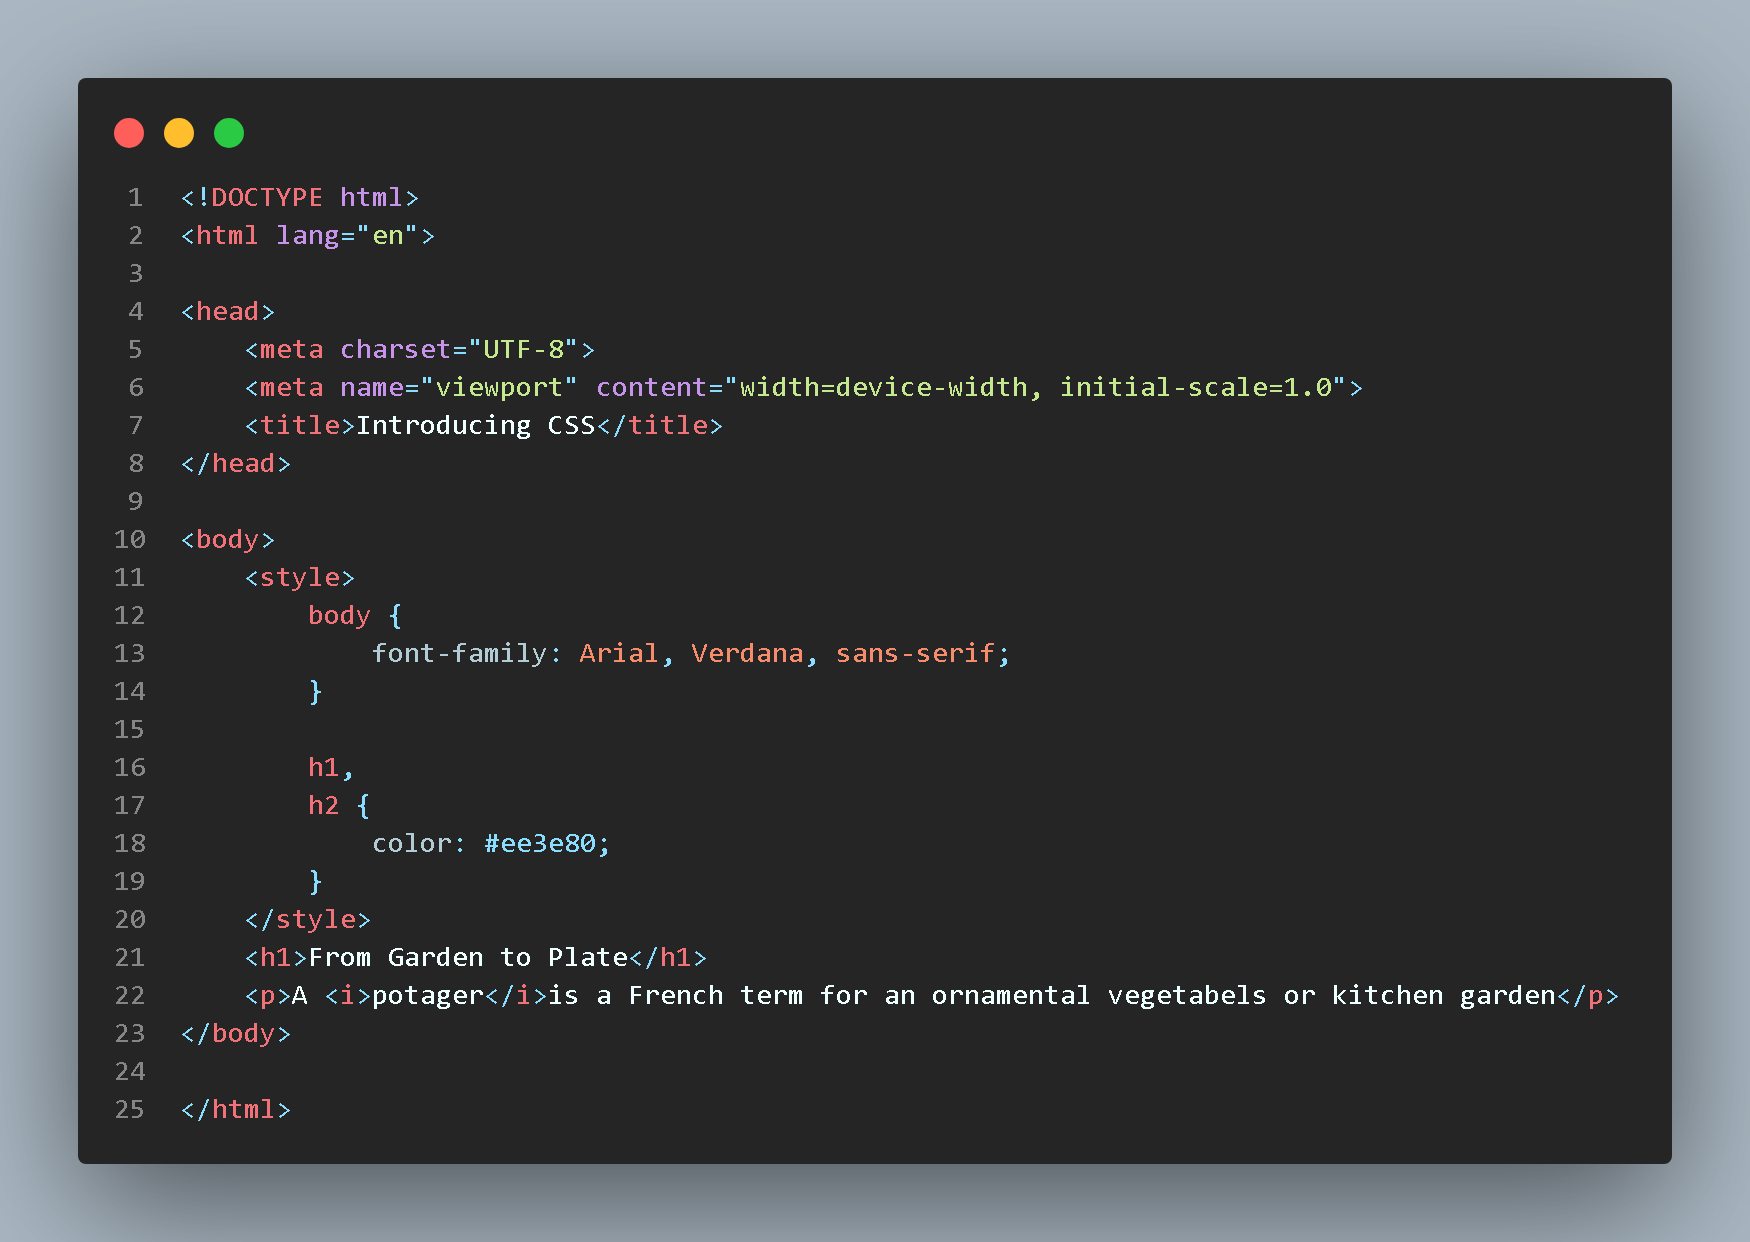 1 <!DOCTYPE html>
2 <html lang="en">
3
4 <head>
5     <meta charset="UTF-8">
6     <meta name="viewport" content="width=device-width, initial-scale=1.0">
7     <title>Introducing CSS</title>
8 </head>
9
10 <body>
11     <style>
12         body {
13             font-family: Arial, Verdana, sans-serif;
14         }
15
16         h1,
17         h2 {
18             color: #ee3e80;
19         }
20     </style>
21     <h1>From Garden to Plate</h1>
22     <p>A <i>potager</i>is a French term for an ornamental vegetabels or kitchen garden</p>
23 </body>
24
25 </html>